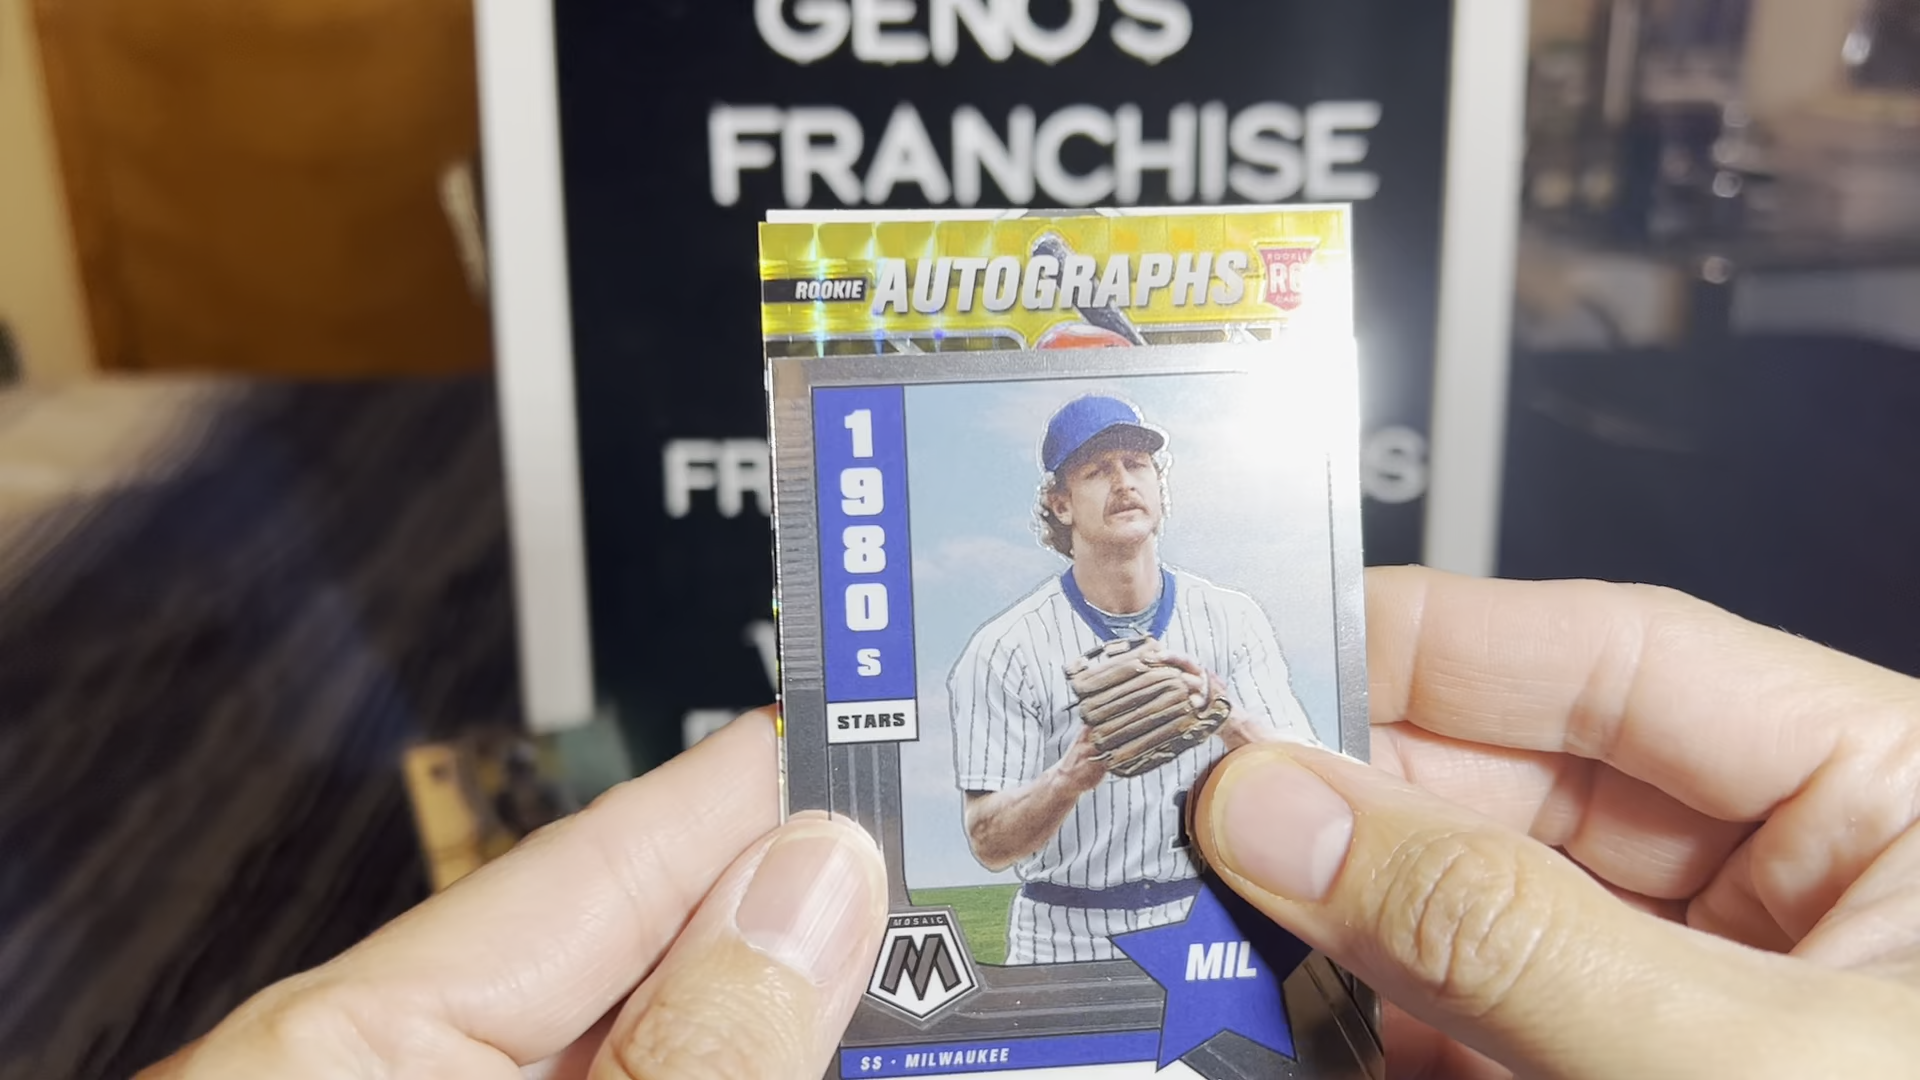 GENO'S
FRANCHISE
ROOKIE AUTOGRAPHS
1980s
STARS
MOSAIC
MIL
SS · MILWAUKEE